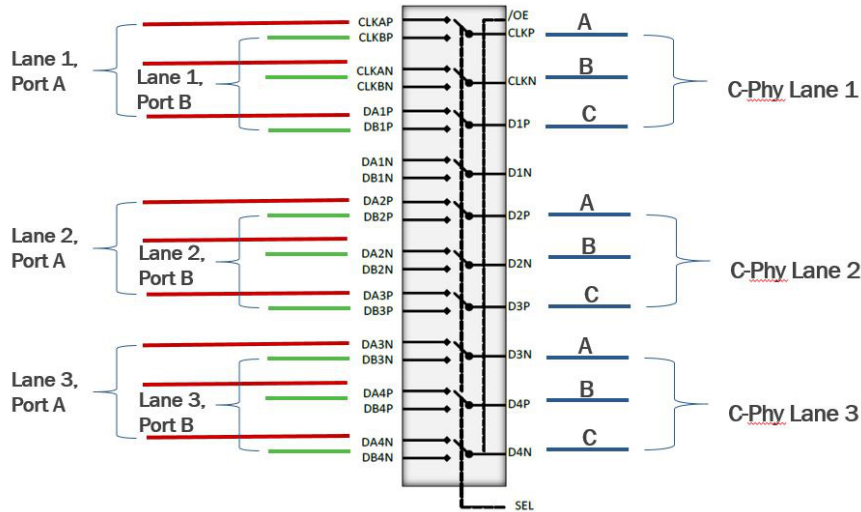 Lane 1,
Port A
Lane 1,
Port B
Lane 2,
Port A
Lane 2,
Port B
Lane 3,
Port A
Lane 3,
Port B
CLKAP
CLKBP
CLKAN
CLKBN
DA1P
DB1P
DA1N
DB1N
DA2P
DB2P
DA2N
DB2N
DA3P
DB3P
DA3N
DB3N
DA4P
DB4P
DA4N
DB4N
/OE
CLKP
CLKN
D1P
D1N
D2P
D2N
D3P
D3N
D4P
D4N
SEL
A
B
C
C-Phy Lane 1
A
B
C
C-Phy Lane 2
A
B
C
C-Phy Lane 3